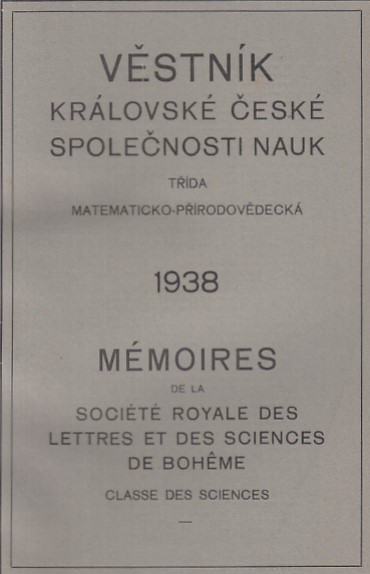 VĚSTNÍK
KRÁLOVSKÉ ČESKÉ
SPOLEČNOSTI NAUK
TŘÍDA
MATEMATICKO-PŘÍRODOVĚDECKÁ
1938
MÉMOIRES
DE LA
SOCIÉTÉ ROYALE DES
LETTRES ET DES SCIENCES
DE BOHÊME
CLASSE DES SCIENCES
—